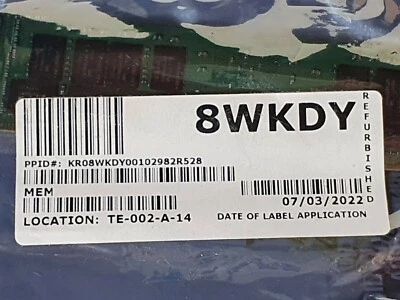 8WKDY
REFURBISHED
PPID#: KR08WKDY00102982R528
MEM
07/03/2022
LOCATION: TE-002-A-14
DATE OF LABEL APPLICATION